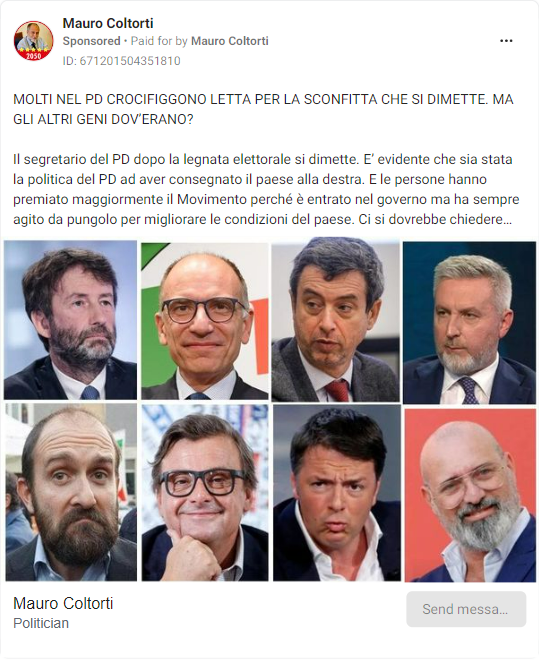 Mauro Coltorti
Sponsored • Paid for by Mauro Coltorti
ID: 671201504351810
2050
MOLTI NEL PD CROCIFIGGONO LETTA PER LA SCONFITTA CHE SI DIMETTE. MA
GLI ALTRI GENI DOV'ERANO?
Il segretario del PD dopo la legnata elettorale si dimette. E' evidente che sia stata
la politica del PD ad aver consegnato il paese alla destra. E le persone hanno
premiato maggiormente il Movimento perché è entrato nel governo ma ha sempre
agito da pungolo per migliorare le condizioni del paese. Ci si dovrebbe chiedere...
Mauro Coltorti
Politician
Send messa...